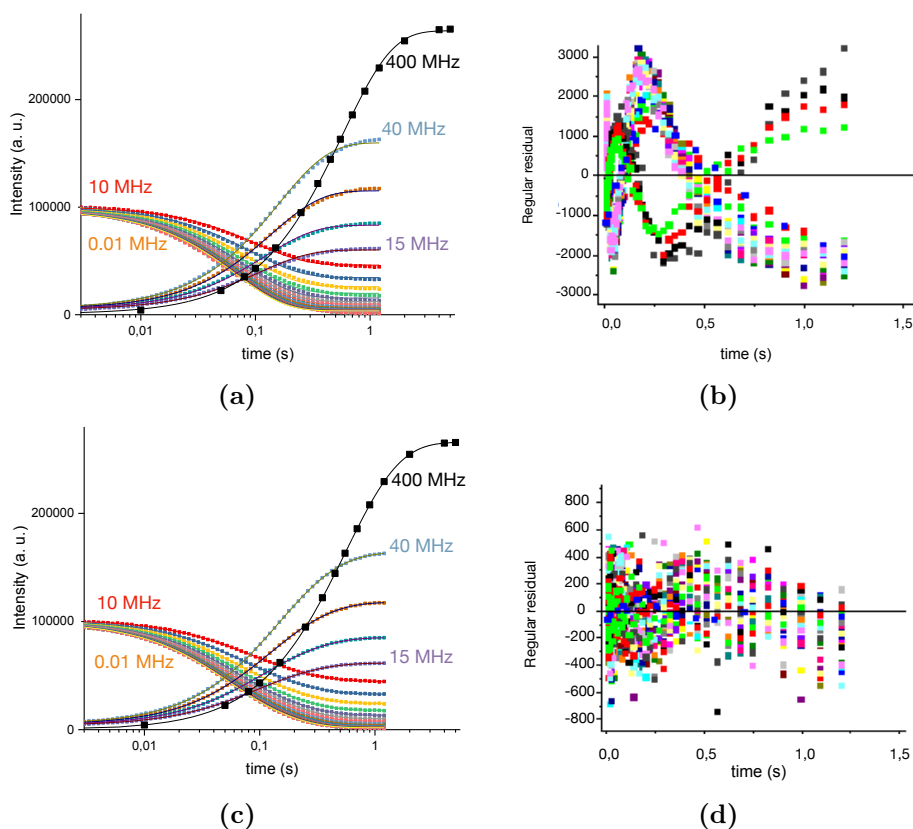 (a)
Intensity (a. u.)
200000
100000
0
400 MHz
40 MHz
10 MHz
0.01 MHz
15 MHz
0,01
0,1
1
time (s)
(b)
Regular residual
3000
2000
1000
0
-1000
-2000
-3000
0,0
0,5
1,0
1,5
time (s)
(a)
(b)
Intensity (a. u.)
200000
100000
0
400 MHz
40 MHz
10 MHz
0.01 MHz
15 MHz
0,01
0,1
1
time (s)
Regular residual
800
600
400
200
0
-200
-400
-600
-800
0,0
0,5
1,0
1,5
time (s)
(c)
(d)